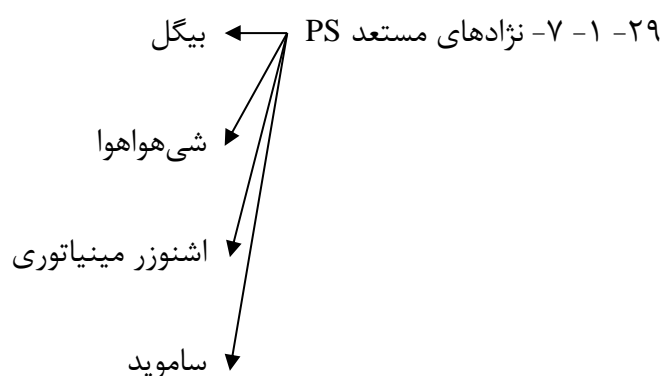 ۲۹- ۱- ۷- نژادهای مستعد PS
بیگل
شی‌هواهوا
اشنوزر مینیاتوری
ساموید